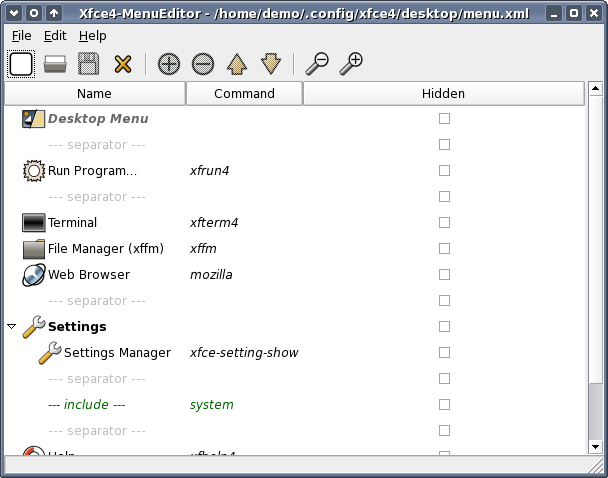 Xfce4-MenuEditor - /home/demo/.config/xfce4/desktop/menu.xml
File Edit Help
Name Command Hidden
Desktop Menu
--- separator ---
Run Program... xfrun4
--- separator ---
Terminal xfterm4
File Manager (xffm) xffm
Web Browser mozilla
--- separator ---
Settings
Settings Manager xfce-setting-show
--- separator ---
--- include --- system
--- separator ---
Help xfhelp4